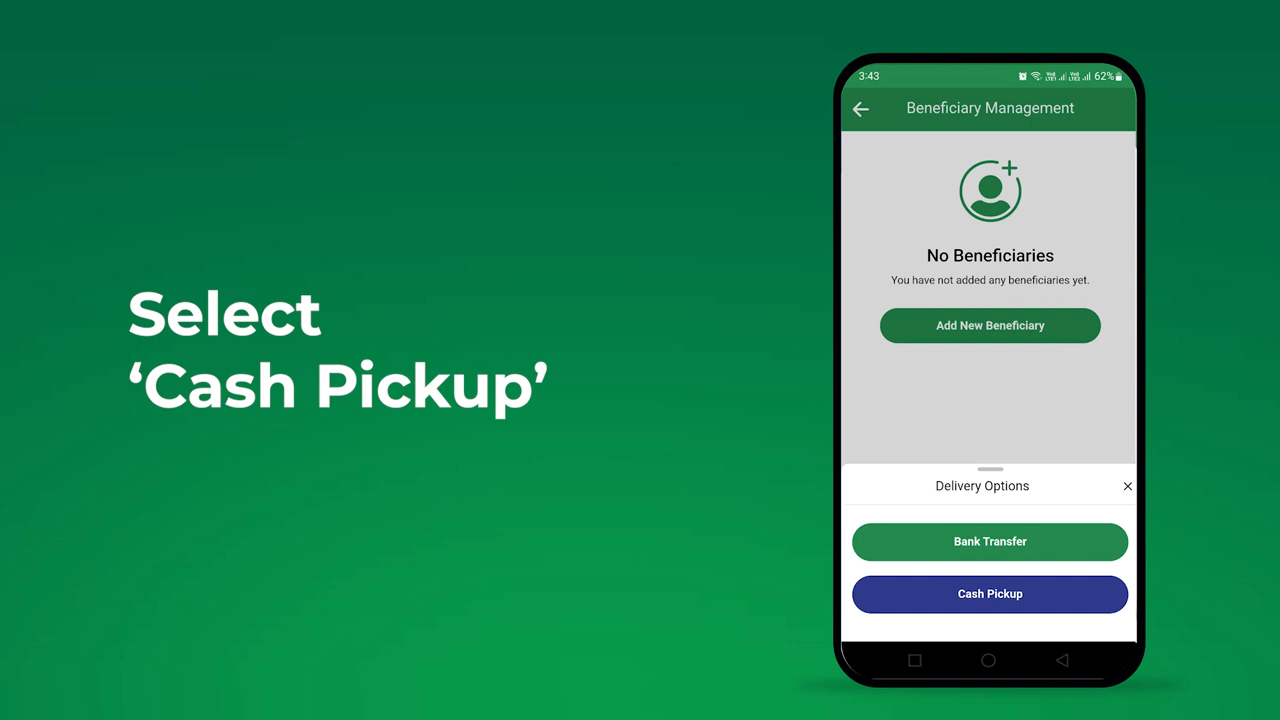 Select
‘Cash Pickup’
3:43
62%
Beneficiary Management
No Beneficiaries
You have not added any beneficiaries yet.
Add New Beneficiary
Delivery Options
Bank Transfer
Cash Pickup